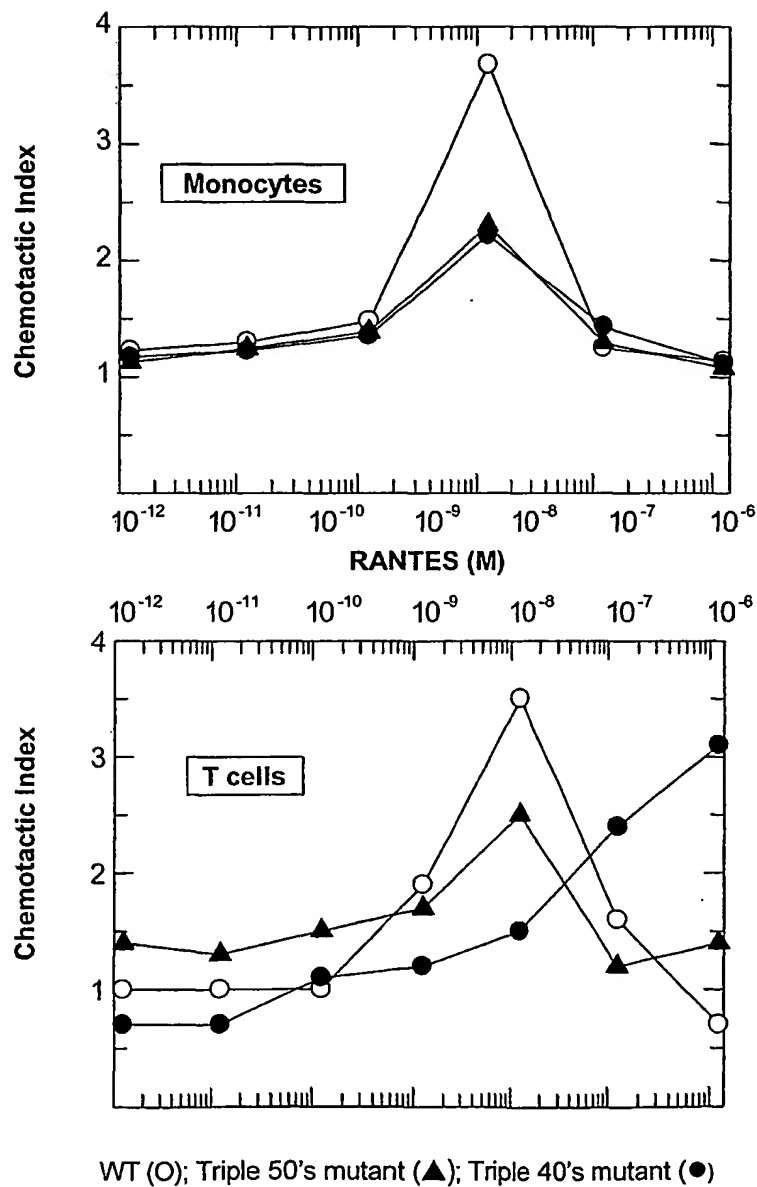 4
3
Monocytes
2
1
Chemotactic Index
10⁻¹² 10⁻¹¹ 10⁻¹⁰ 10⁻⁹ 10⁻⁸ 10⁻⁷ 10⁻⁶
RANTES (M)
10⁻¹² 10⁻¹¹ 10⁻¹⁰ 10⁻⁹ 10⁻⁸ 10⁻⁷ 10⁻⁶
4
3
T cells
2
1
Chemotactic Index
WT (O); Triple 50's mutant (▲); Triple 40's mutant (●)